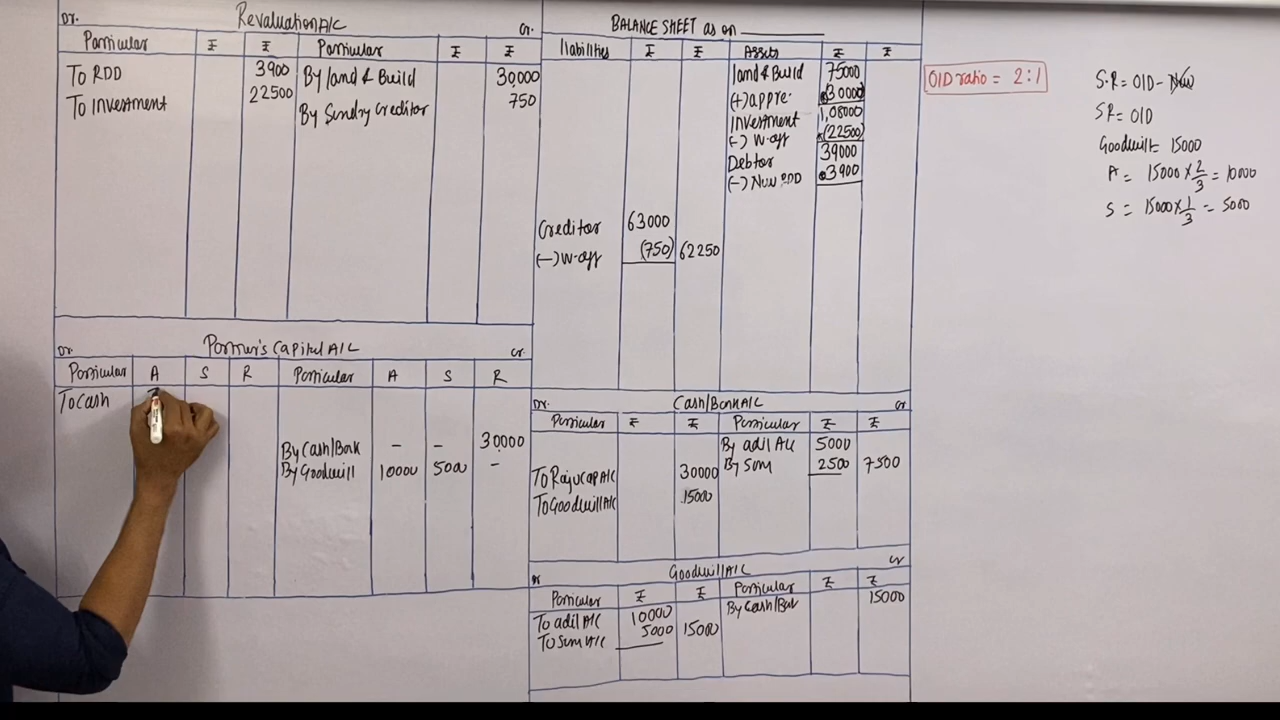 Dr. Revaluation A/C Cr.
Particular ₹ ₹ Particular ₹ ₹
To RDD 3900 By land & Build 30,000
To Investment 22500 By Sundry Creditor 750
BALANCE SHEET as on
liabilities ₹ ₹ Assets ₹ ₹
land & Build 75000
(+) appre. 30000
Investment 1,08000
(-) W-off (22500)
Debtor 39000
(-) New RDD 3900
Creditor 63000
(-) W-off (750) 62250
OlD ratio = 2:1
S.R = OlD - New
SR = OlD
Goodwill = 15000
A = 15000 × 2/3 = 10000
S = 15000 × 1/3 = 5000
Dr. Partner's Capital A/C Cr.
Particular A S R Particular A S R
To Cash
By Cash/Bank - - 30000
By Goodwill 10000 5000 -
Dr. Cash/Bank A/C Cr
Particular ₹ ₹ Particular ₹ ₹
By adil A/C 5000
By Som 2500 7500
To Raju cap A/C 30000
To Goodwill A/C 15000
Dr Goodwill A/C Cr
Particular ₹ ₹ Particular ₹ ₹
To adil A/C 10000 By Cash/Bank 15000
To Som A/C 5000 15000